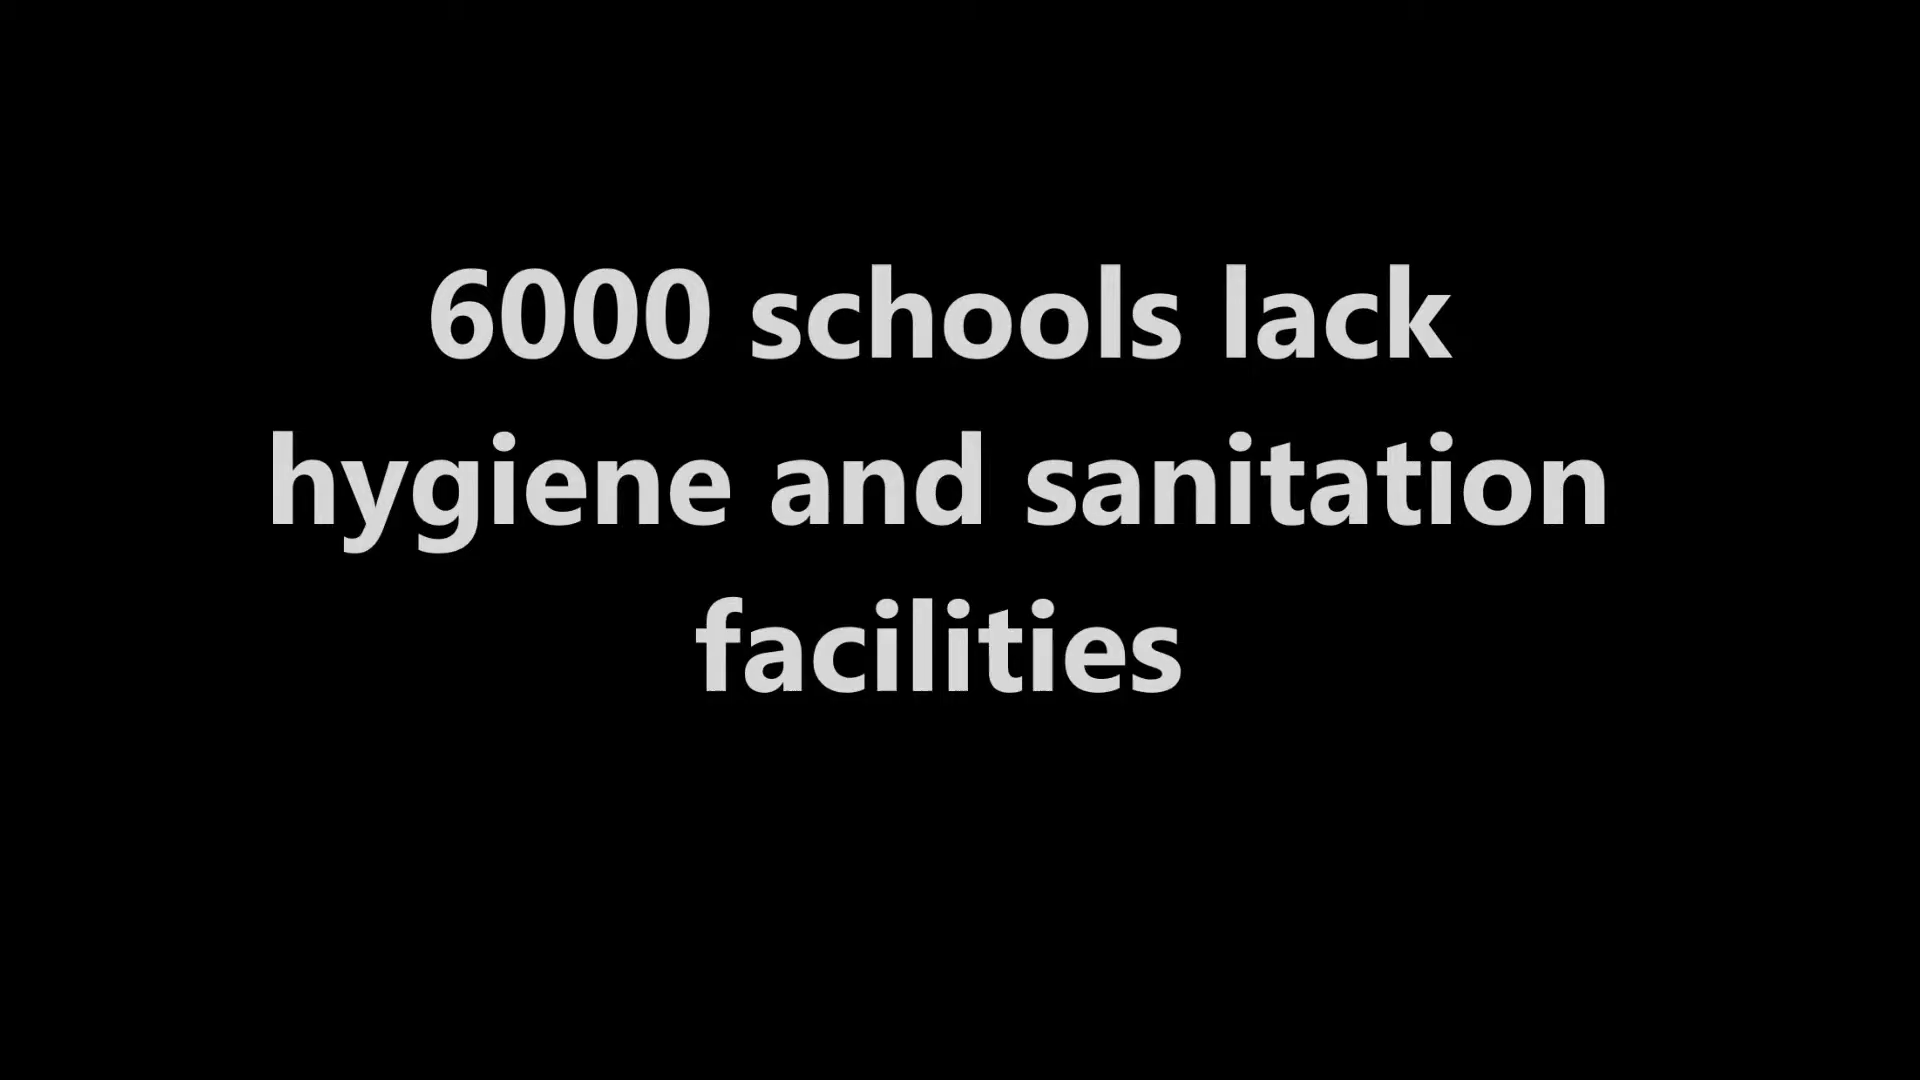 6000 schools lack
hygiene and sanitation
facilities